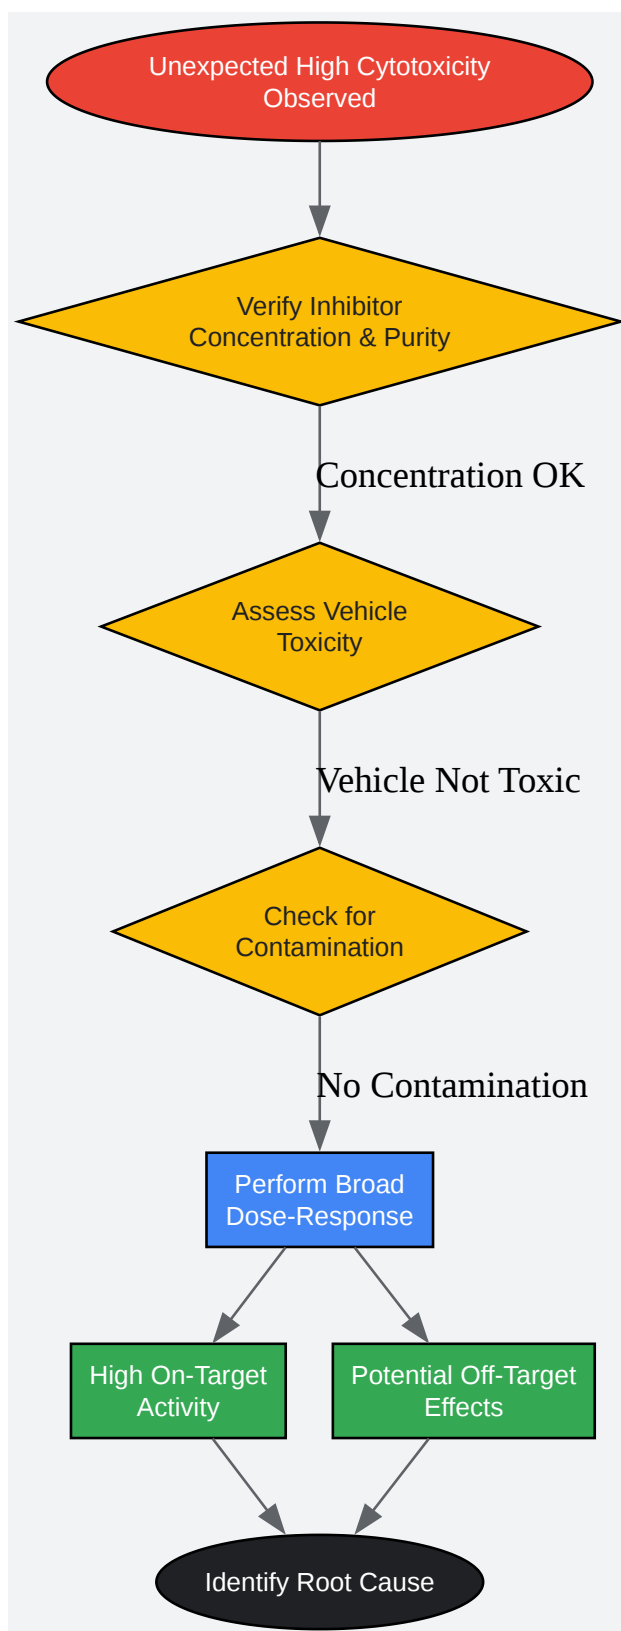 Unexpected High Cytotoxicity
Observed
Verify Inhibitor
Concentration & Purity
Concentration OK
Assess Vehicle
Toxicity
Vehicle Not Toxic
Check for
Contamination
No Contamination
Perform Broad
Dose-Response
High On-Target
Activity
Potential Off-Target
Effects
Identify Root Cause